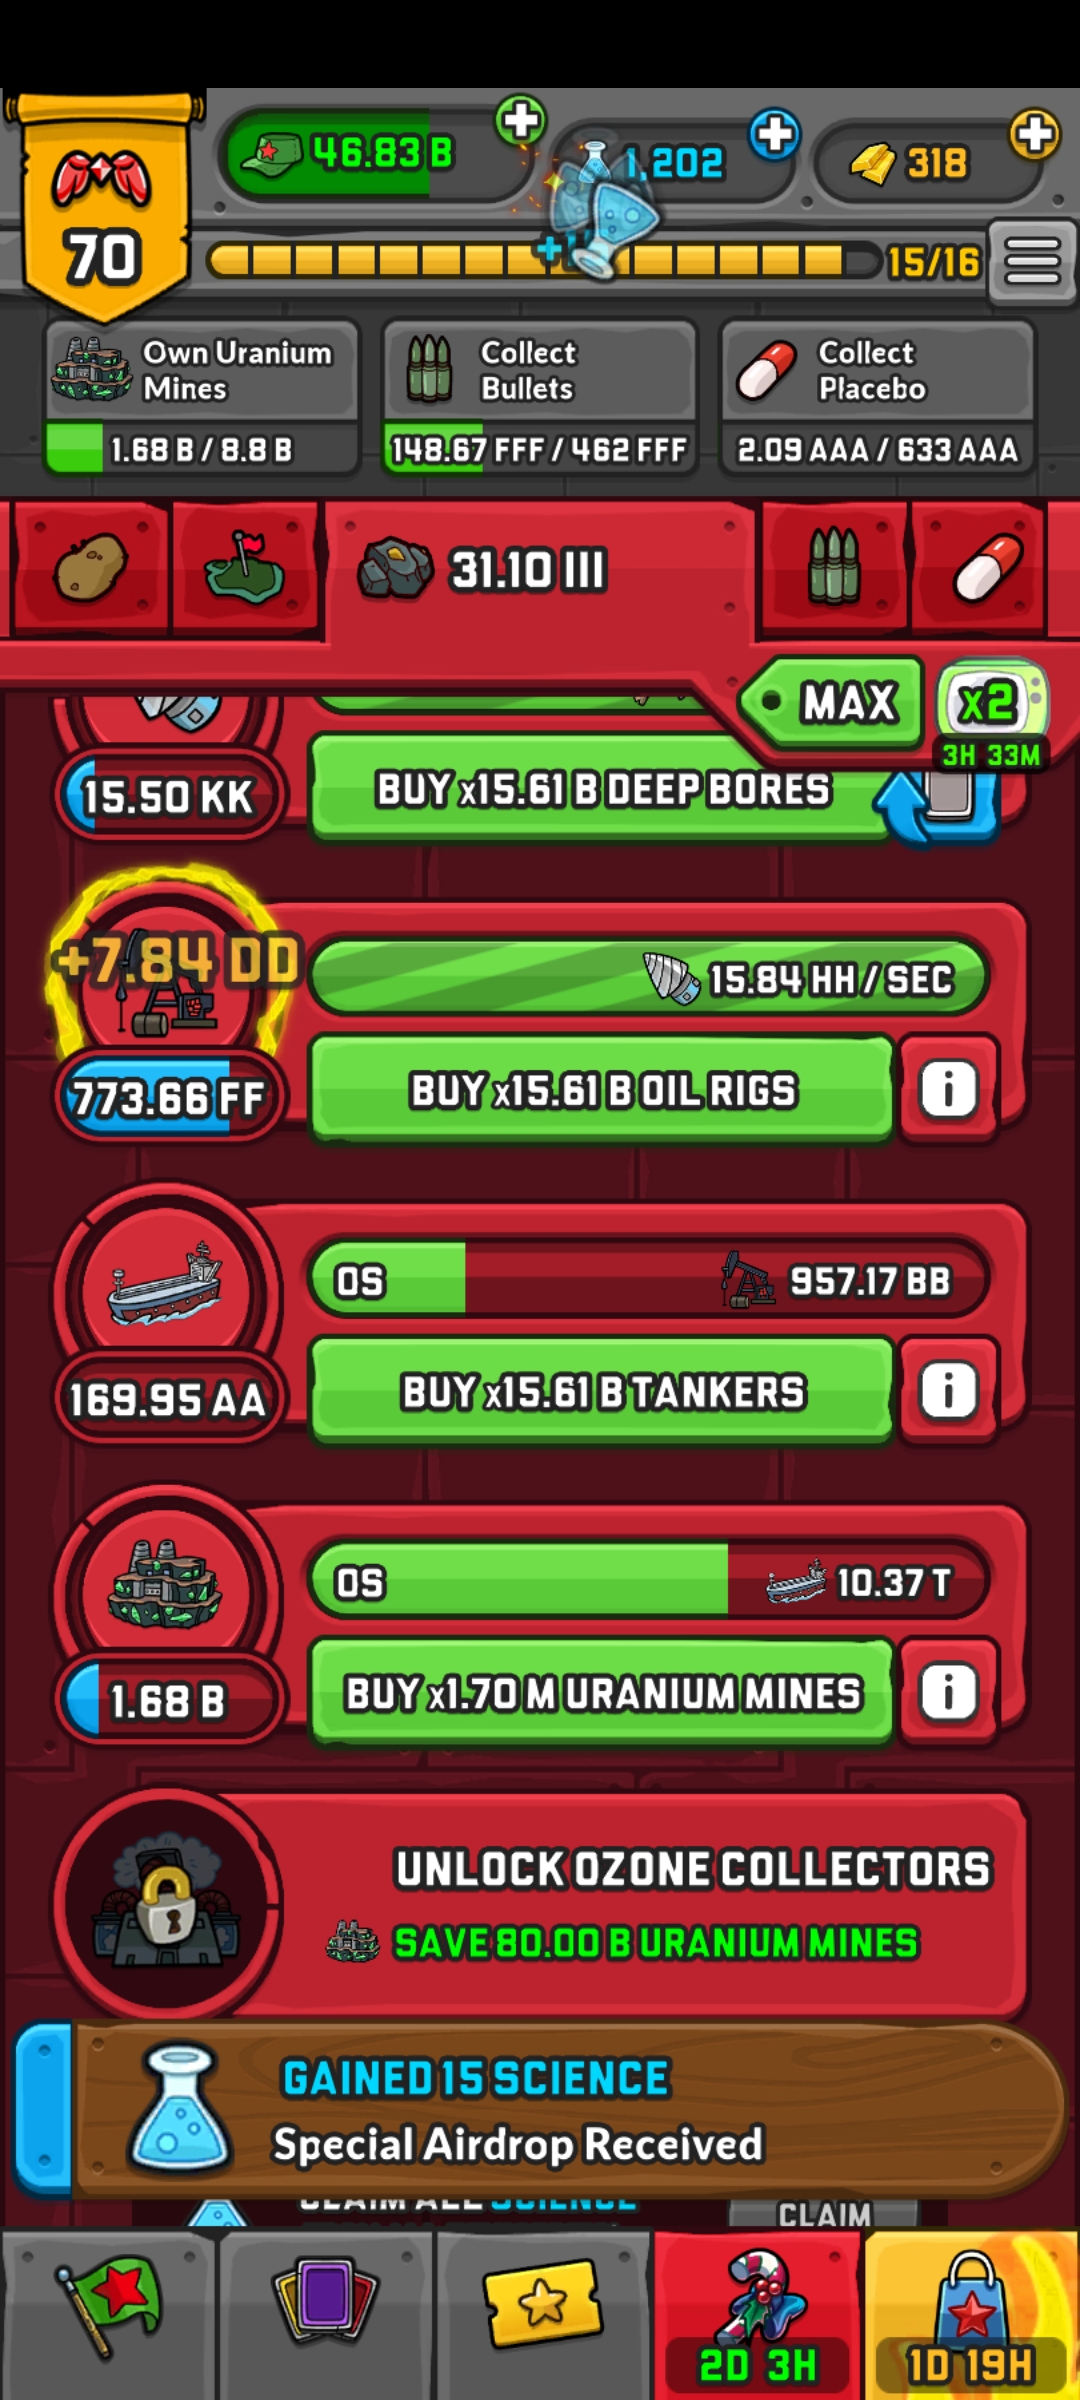 46.83 B
1,202
318
70
15/16
Own Uranium
Mines
1.68 B / 8.8 B
Collect
Bullets
148.67 FFF / 462 FFF
Collect
Placebo
2.09 AAA / 633 AAA
31.10 III
MAX
x2
3H 33M
15.50 KK
BUY x15.61 B DEEP BORES
+7.84 DD
15.84 HH / SEC
773.66 FF
BUY x15.61 B OIL RIGS
i
0S
957.17 BB
169.95 AA
BUY x15.61 B TANKERS
i
0S
10.37 T
1.68 B
BUY x1.70 M URANIUM MINES
i
UNLOCK OZONE COLLECTORS
SAVE 80.00 B URANIUM MINES
GAINED 15 SCIENCE
Special Airdrop Received
CLAIM ALL SCIENCE
CLAIM
2D 3H
1D 19H